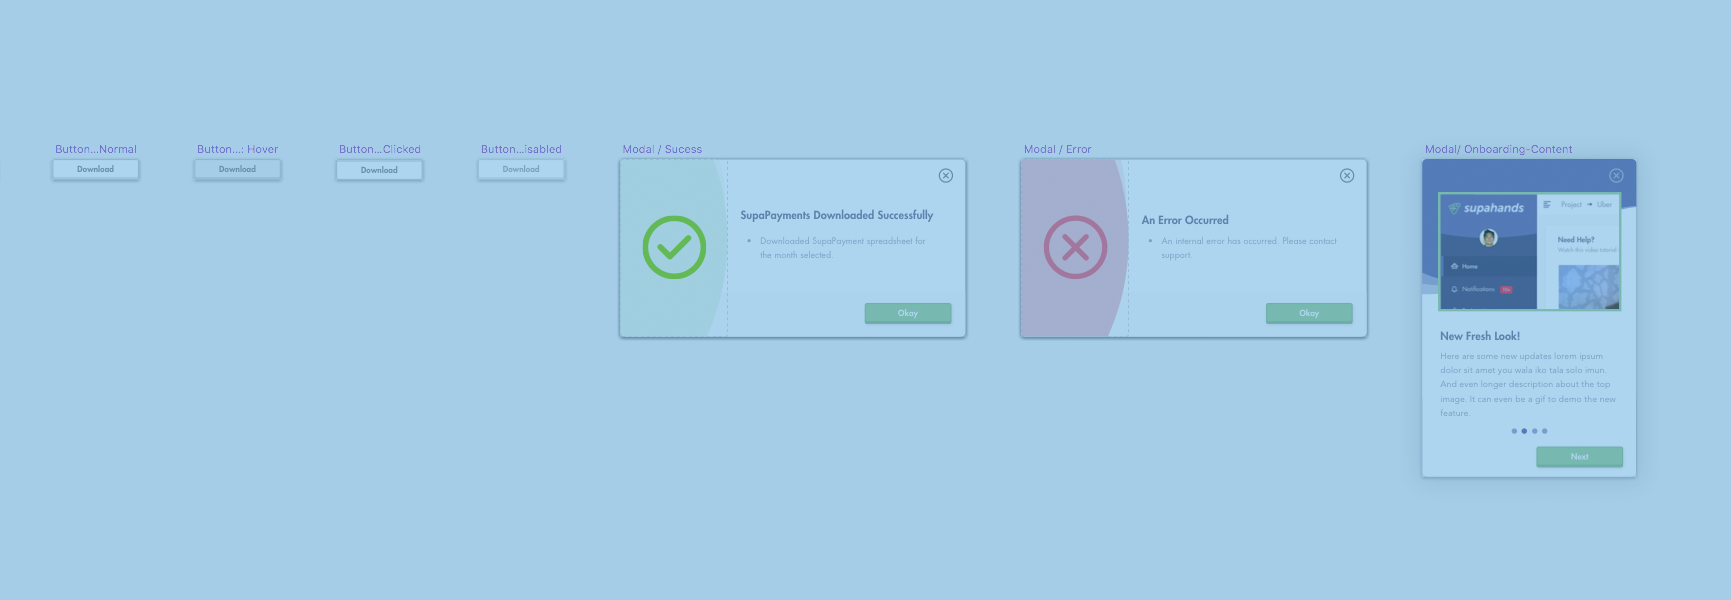 Button...Normal
Download
Button...: Hover
Download
Button...Clicked
Download
Button...isabled
Download
Modal / Sucess
SupaPayments Downloaded Successfully
Downloaded SupaPayment spreadsheet for
the month selected.
Okay
Modal / Error
An Error Occurred
An internal error has occurred. Please contact
support.
Okay
Modal/ Onboarding-Content
supahands
Project → Uber
Need Help?
Watch this video tutorial
Home
Notifications
New Fresh Look!
Here are some new updates lorem ipsum
dolor sit amet you wala iko tala solo imun.
And even longer description about the top
image. It can even be a gif to demo the new
feature.
Next